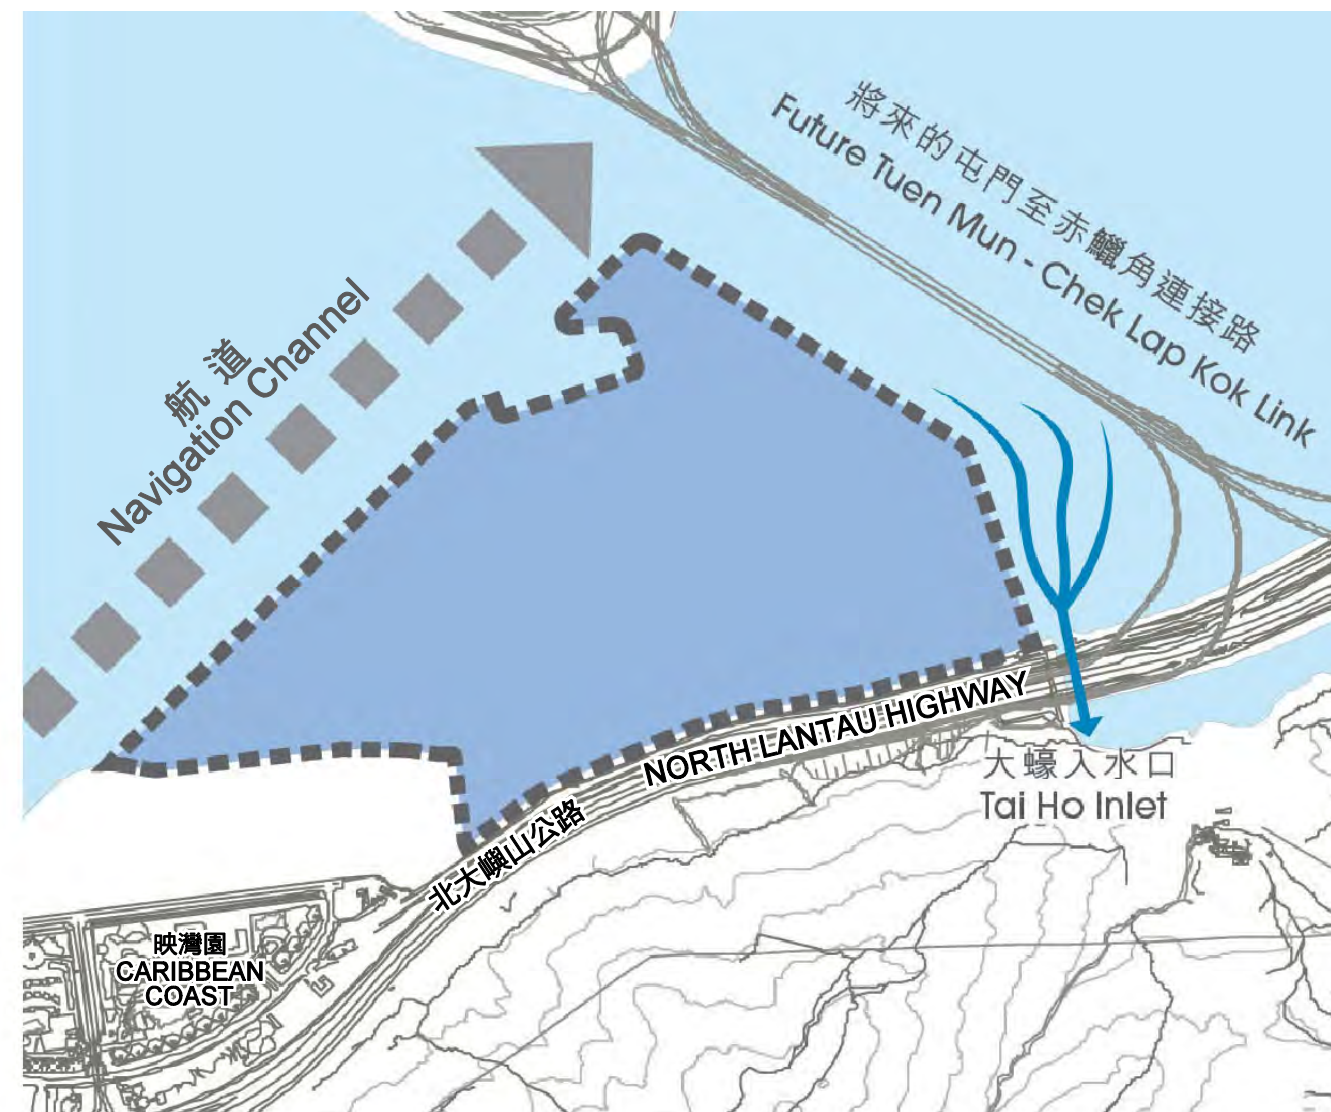 將來的屯門至赤鱲角連接路
Future Tuen Mun - Chek Lap Kok Link
航道
Navigation Channel
NORTH LANTAU HIGHWAY
北大嶼山公路
大蠔入水口
Tai Ho Inlet
映灣園
CARIBBEAN
COAST